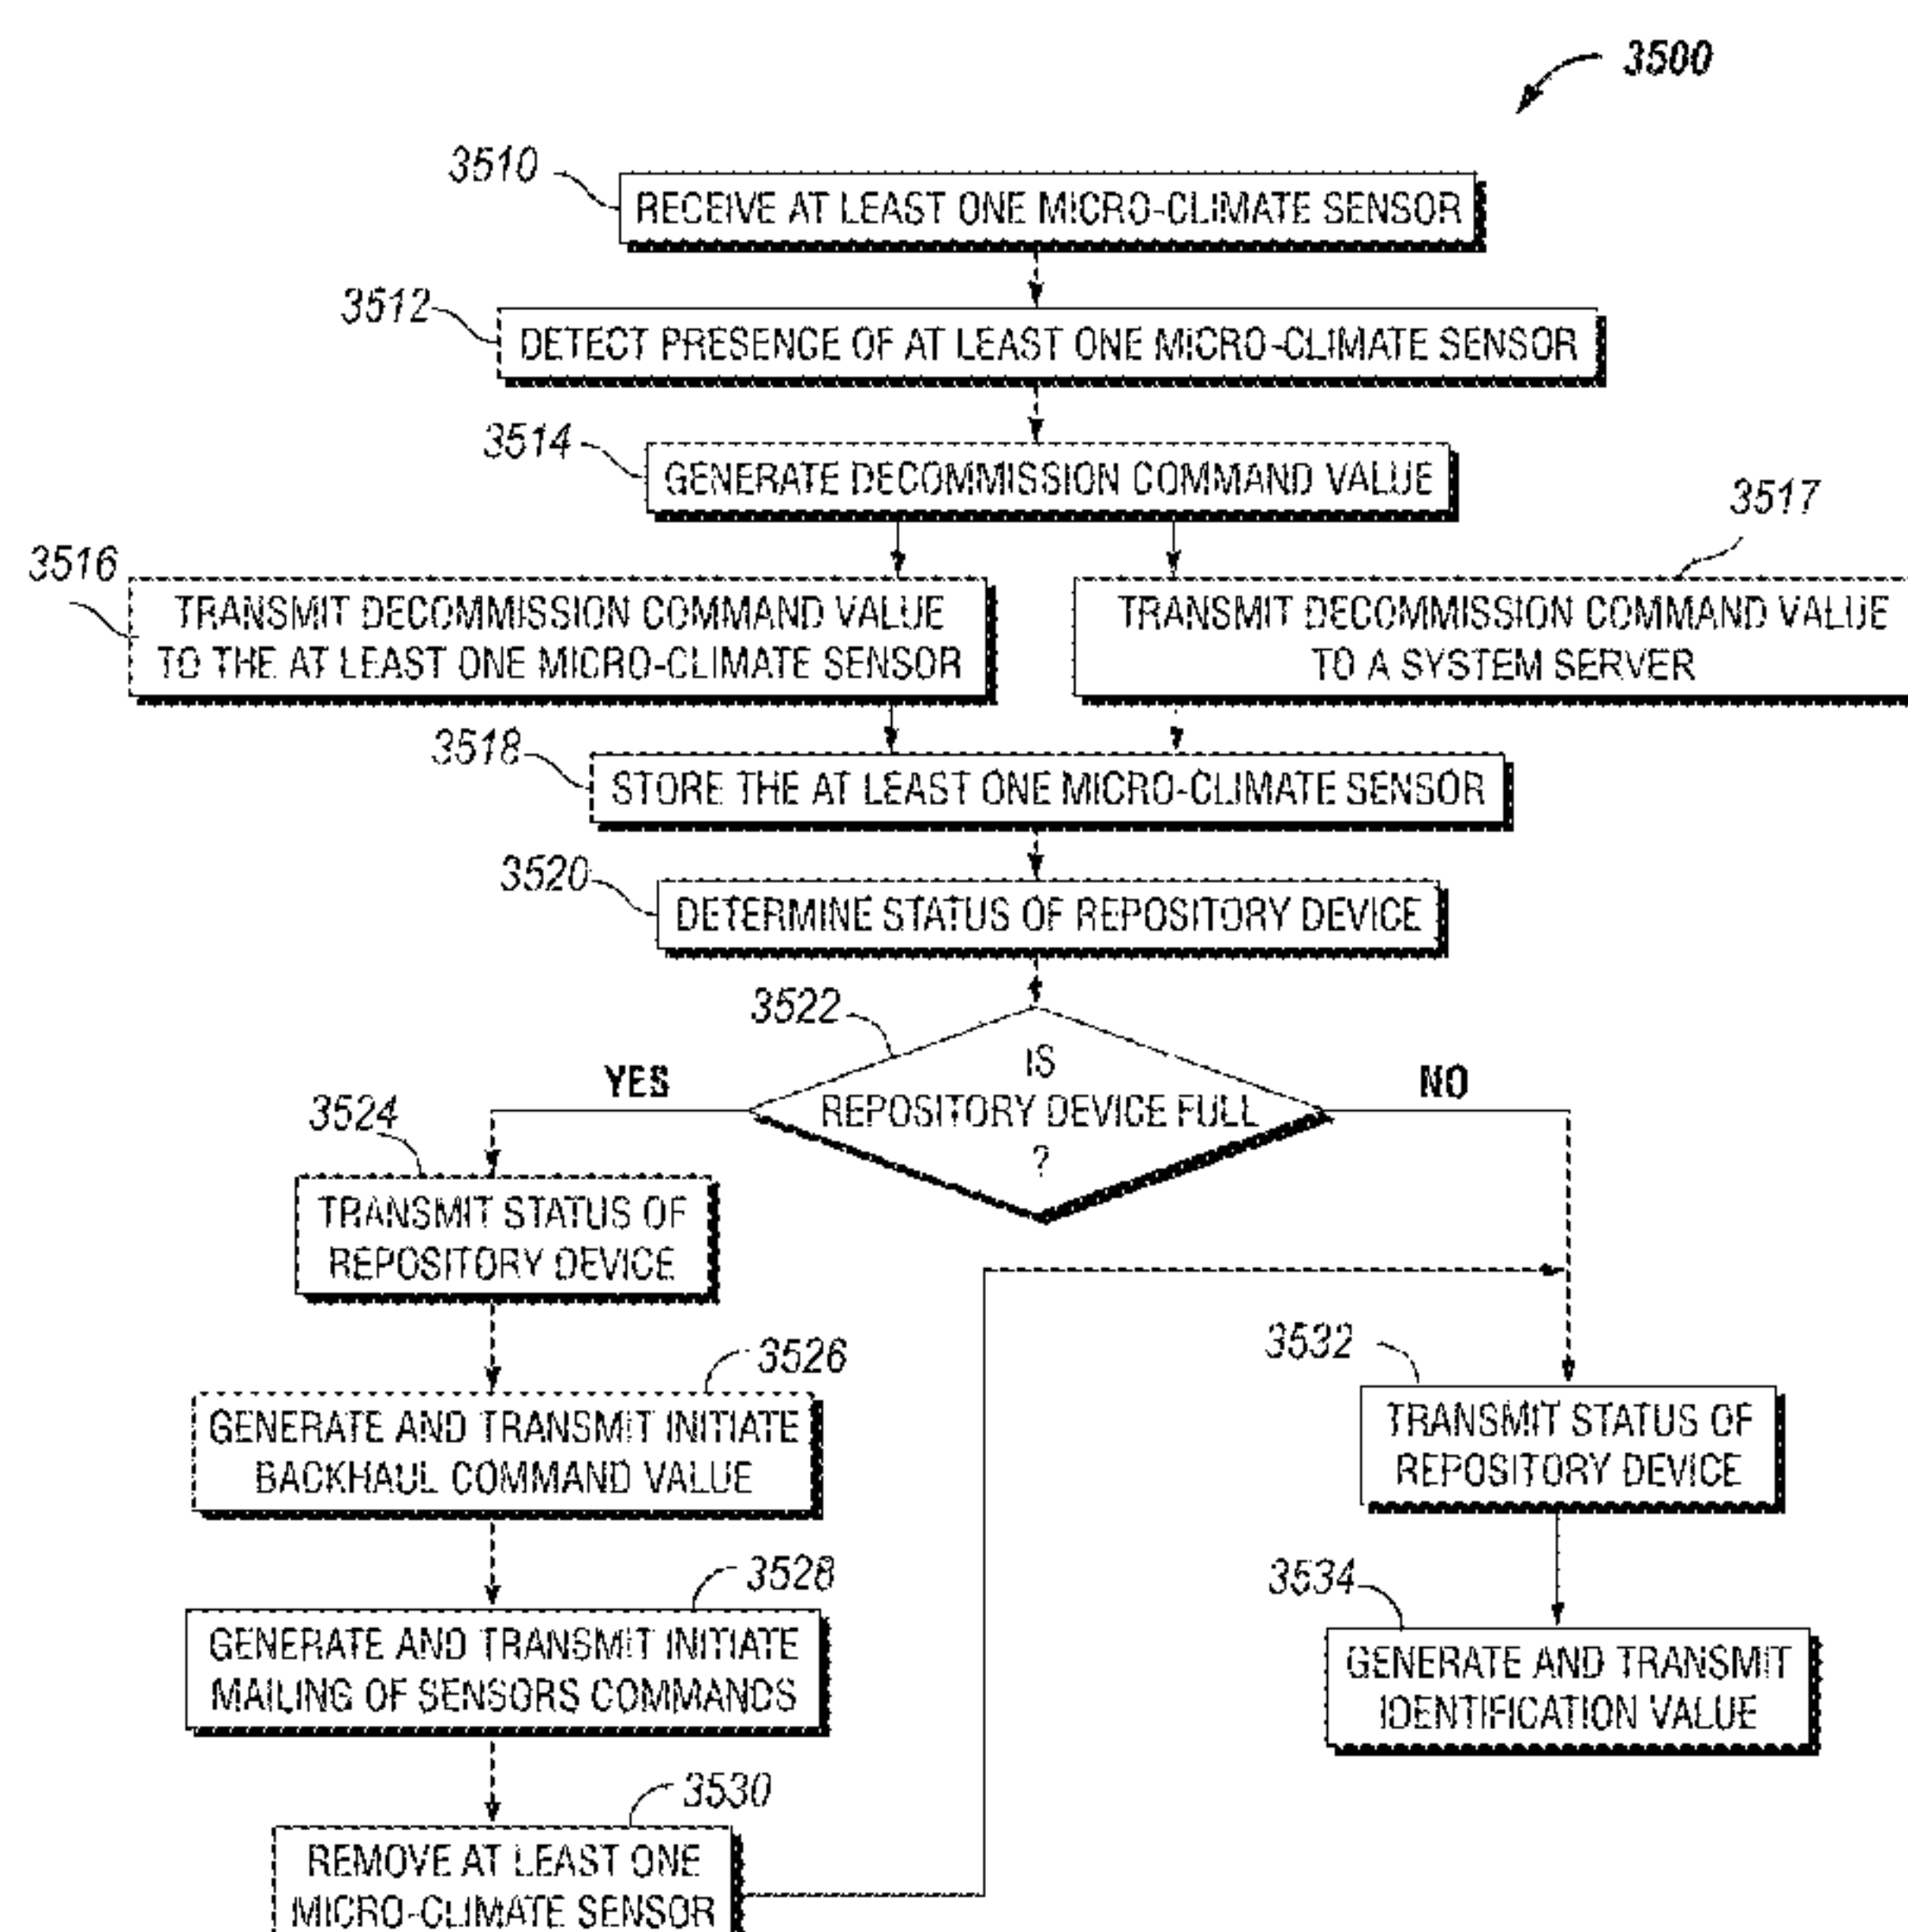 3500
3510
RECEIVE AT LEAST ONE MICRO-CLIMATE SENSOR
3512
DETECT PRESENCE OF AT LEAST ONE MICRO-CLIMATE SENSOR
3514
GENERATE DECOMMISSION COMMAND VALUE
3516
TRANSMIT DECOMMISSION COMMAND VALUE
TO THE AT LEAST ONE MICRO-CLIMATE SENSOR
3517
TRANSMIT DECOMMISSION COMMAND VALUE
TO A SYSTEM SERVER
3518
STORE THE AT LEAST ONE MICRO-CLIMATE SENSOR
3520
DETERMINE STATUS OF REPOSITORY DEVICE
3522
IS
REPOSITORY DEVICE FULL
?
YES
NO
3524
TRANSMIT STATUS OF
REPOSITORY DEVICE
3526
GENERATE AND TRANSMIT INITIATE
BACKHAUL COMMAND VALUE
3528
GENERATE AND TRANSMIT INITIATE
MAILING OF SENSORS COMMANDS
3530
REMOVE AT LEAST ONE
MICRO-CLIMATE SENSOR
3532
TRANSMIT STATUS OF
REPOSITORY DEVICE
3534
GENERATE AND TRANSMIT
IDENTIFICATION VALUE